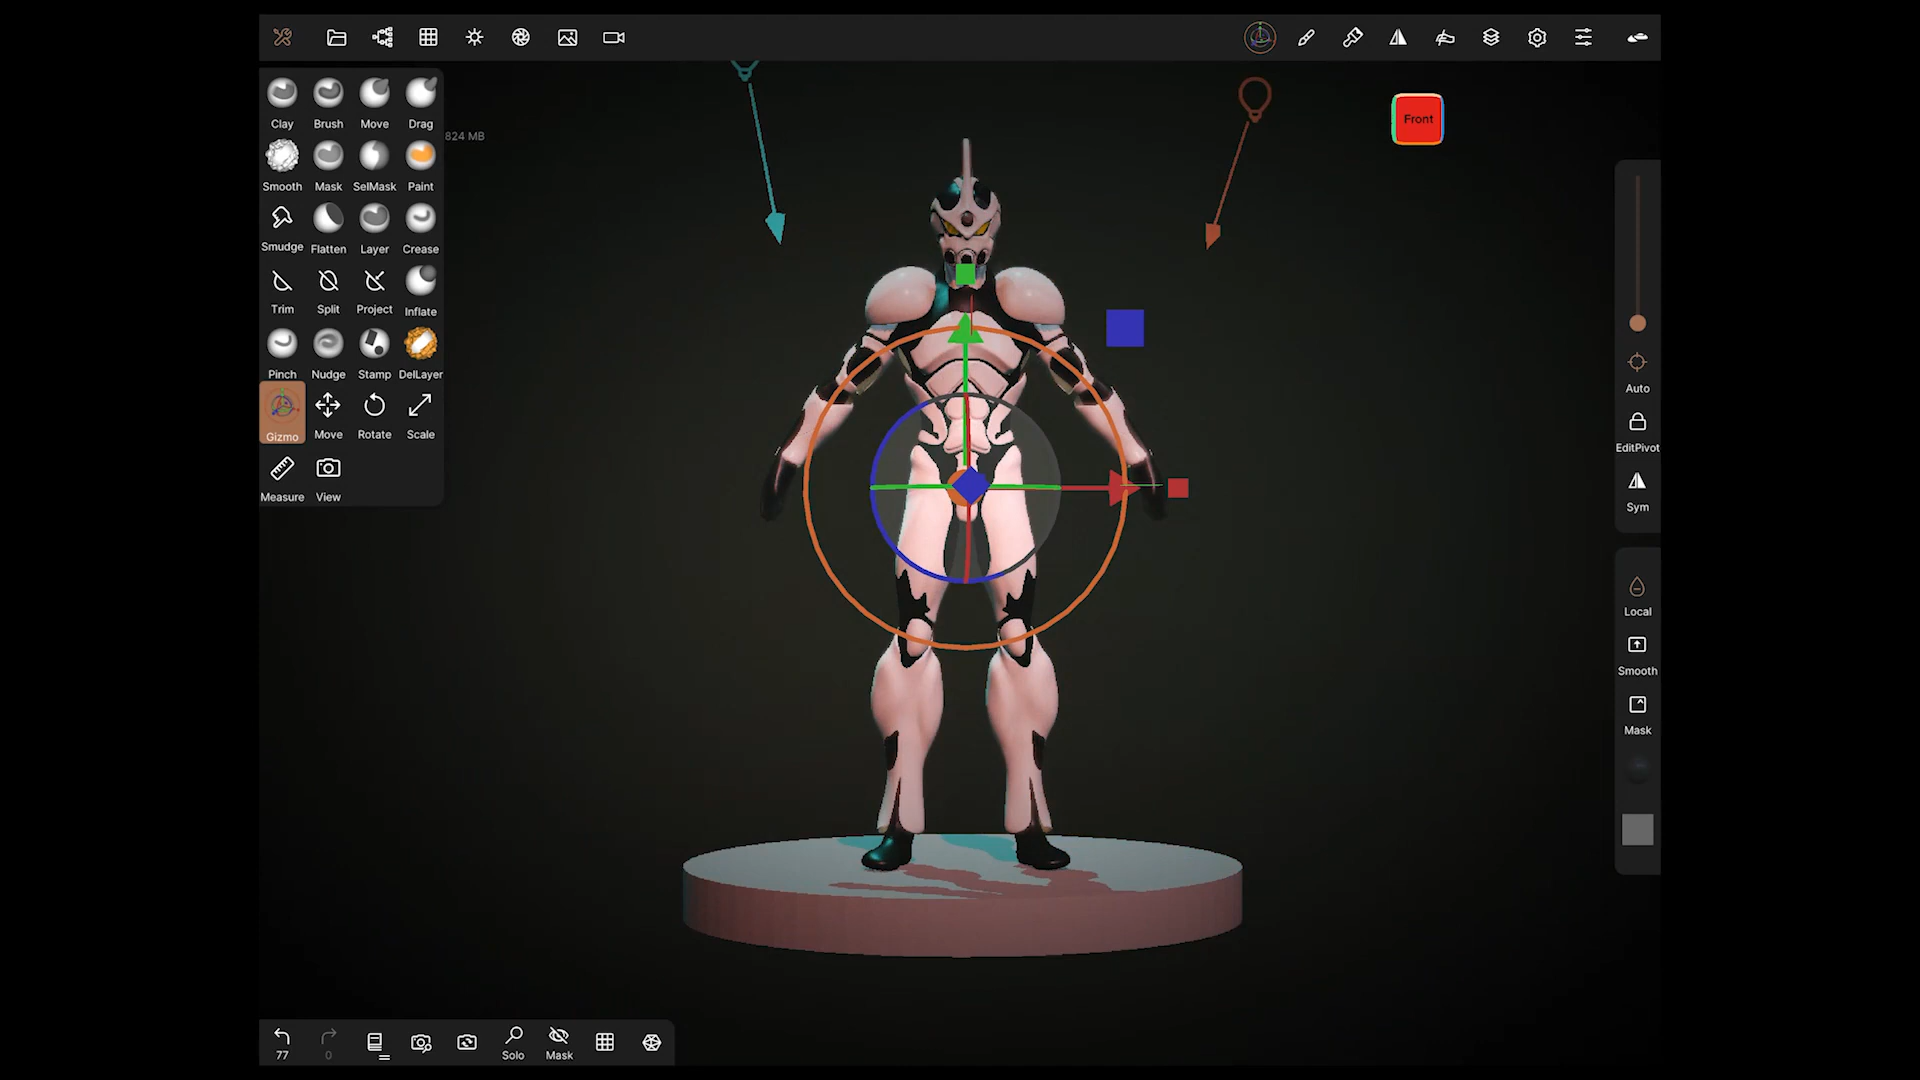 Front
Clay Brush Move Drag
824 MB
Smooth Mask SelMask Paint
Smudge Flatten Layer Crease
Trim Split Project Inflate
Pinch Nudge Stamp DelLayer
Gizmo Move Rotate Scale
Measure View
Auto
EditPivot
Sym
Local
Smooth
Mask
77 0 Solo Mask